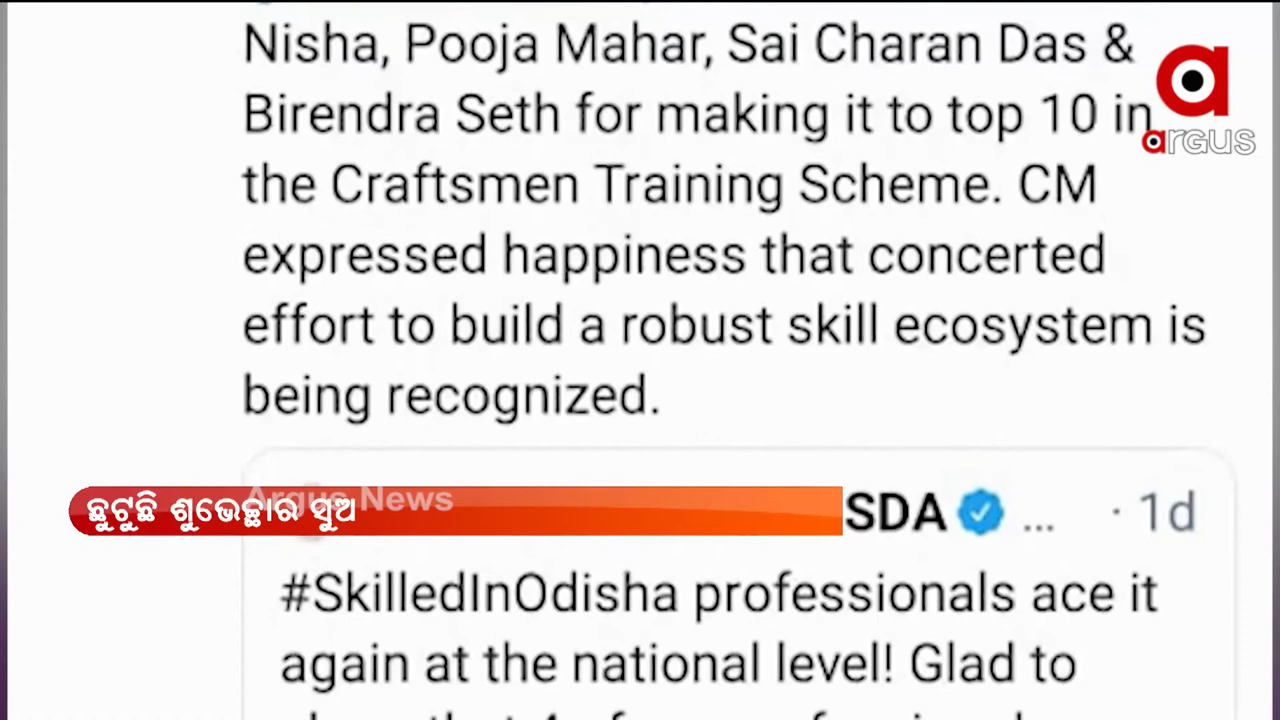 Nisha, Pooja Mahar, Sai Charan Das &
Birendra Seth for making it to top 10 in
the Craftsmen Training Scheme. CM
expressed happiness that concerted
effort to build a robust skill ecosystem is
being recognized.
argus
Argus News
ଛୁଟୁଛି ଶୁଭେଚ୍ଛାର ସୁଅ
SDA ... · 1d
#SkilledInOdisha professionals ace it
again at the national level! Glad to